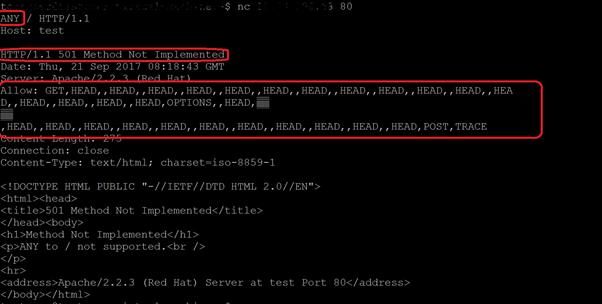 $ nc 80
ANY / HTTP/1.1
Host: test
HTTP/1.1 501 Method Not Implemented
Date: Thu, 21 Sep 2017 08:18:43 GMT
Server: Apache/2.2.3 (Red Hat)
Allow: GET,HEAD,,HEAD,,HEAD,,HEAD,,HEAD,,HEAD,,HEAD,,HEAD,,HEAD,,HEAD,,HEAD,,HEA
D,,HEAD,,HEAD,,HEAD,,HEAD,OPTIONS,,HEAD,
,HEAD,,HEAD,,HEAD,,HEAD,,HEAD,,HEAD,,HEAD,,HEAD,,HEAD,,HEAD,,HEAD,POST,TRACE
Content-Length: 275
Connection: close
Content-Type: text/html; charset=iso-8859-1
<!DOCTYPE HTML PUBLIC "-//IETF//DTD HTML 2.0//EN">
<html><head>
<title>501 Method Not Implemented</title>
</head><body>
<h1>Method Not Implemented</h1>
<p>ANY to / not supported.<br />
</p>
<hr>
<address>Apache/2.2.3 (Red Hat) Server at test Port 80</address>
</body></html>